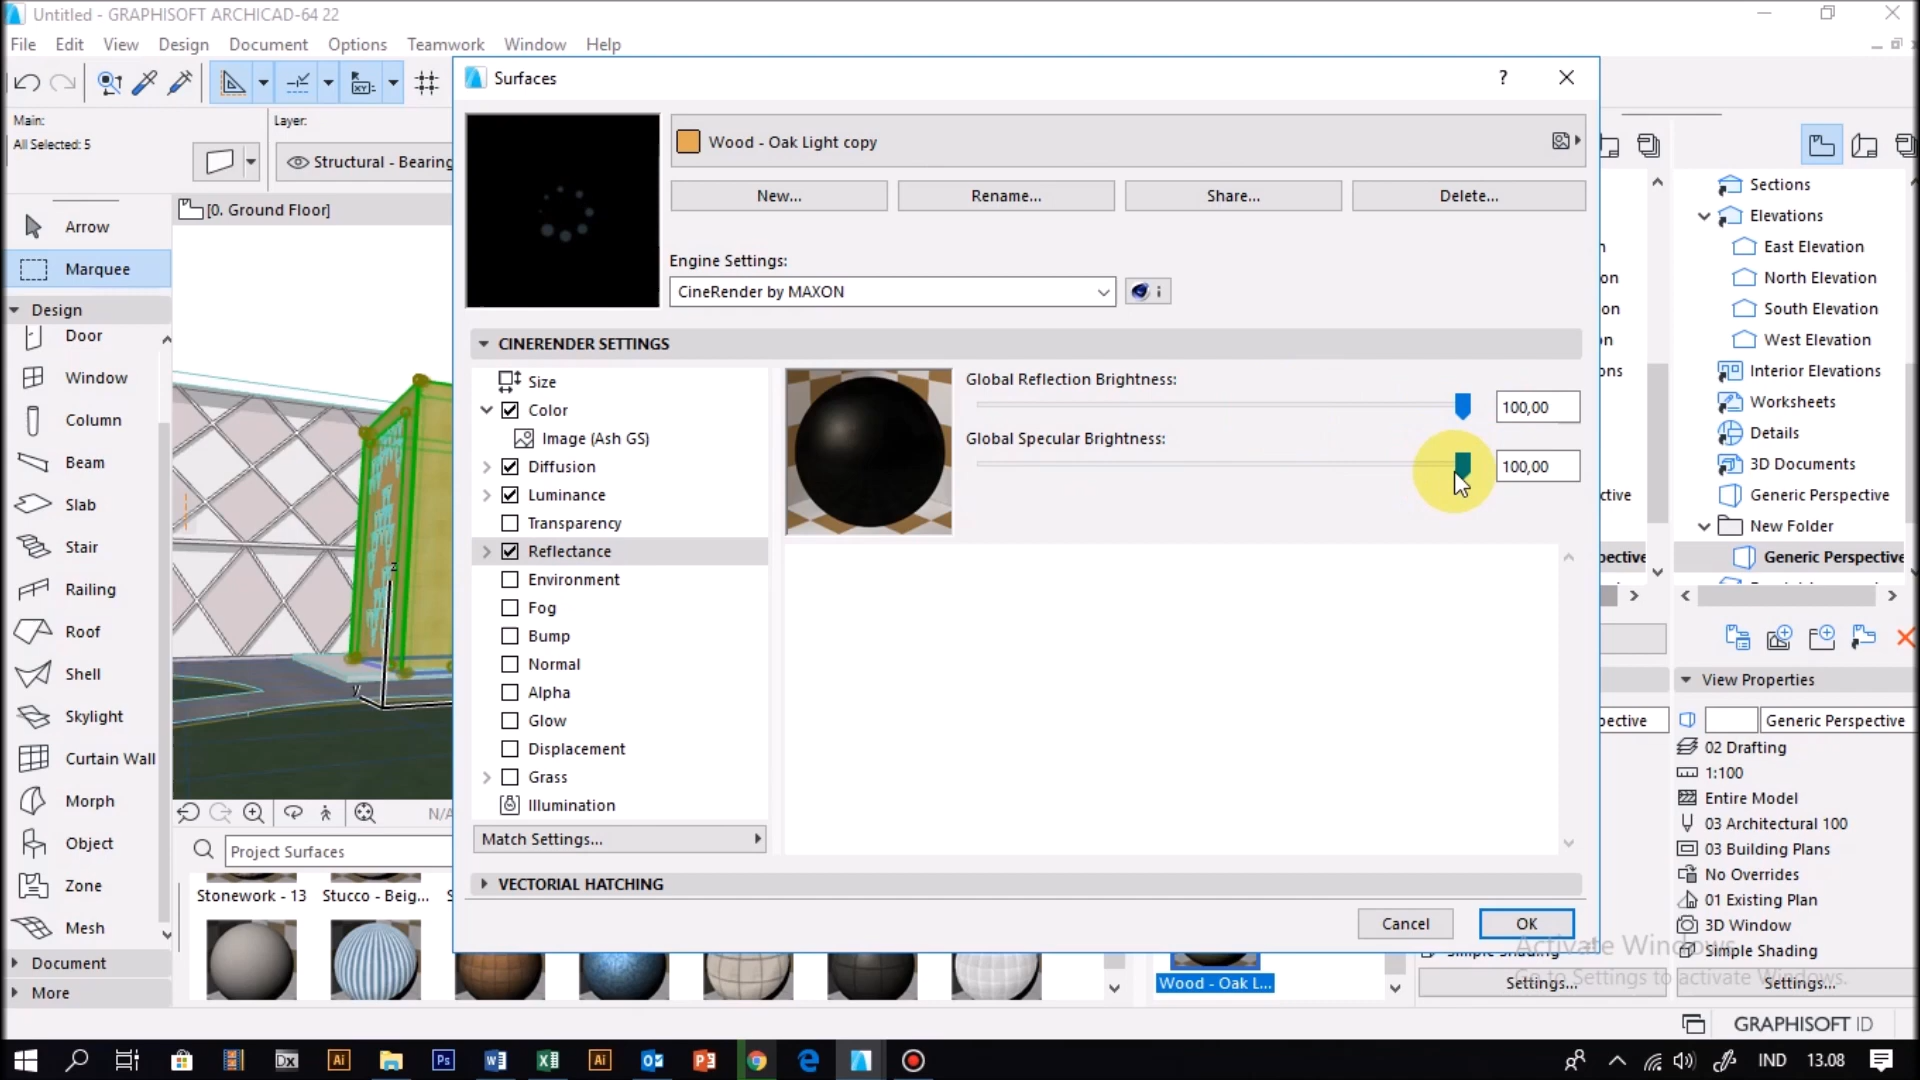 Untitled - GRAPHISOFT ARCHICAD-64 22
File Edit View Design Document Options Teamwork Window Help
Main:
All Selected: 5
Layer:
Structural - Bearing
[0. Ground Floor]
Arrow
Marquee
Design
Door
Window
Column
Beam
Slab
Stair
Railing
Roof
Shell
Skylight
Curtain Wall
Morph
Object
Zone
Mesh
Document
More
z
y
N/A
Project Surfaces
Stonework - 13 Stucco - Beig...
Surfaces
?
Wood - Oak Light copy
New... Rename... Share... Delete...
Engine Settings:
CineRender by MAXON
i
CINERENDER SETTINGS
Size
Color
Image (Ash GS)
Diffusion
Luminance
Transparency
Reflectance
Environment
Fog
Bump
Normal
Alpha
Glow
Displacement
Grass
Illumination
Match Settings...
Global Reflection Brightness:
100,00
Global Specular Brightness:
100,00
VECTORIAL HATCHING
Cancel OK
Wood - Oak L...
Sections
Elevations
East Elevation
North Elevation
South Elevation
West Elevation
Interior Elevations
Worksheets
Details
3D Documents
Generic Perspective
New Folder
Generic Perspective
View Properties
Generic Perspective
02 Drafting
1:100
Entire Model
03 Architectural 100
03 Building Plans
No Overrides
01 Existing Plan
3D Window
Simple Shading
Settings... Settings...
Activate Windows
Go to Settings to activate Windows.
GRAPHISOFT ID
IND 13.08